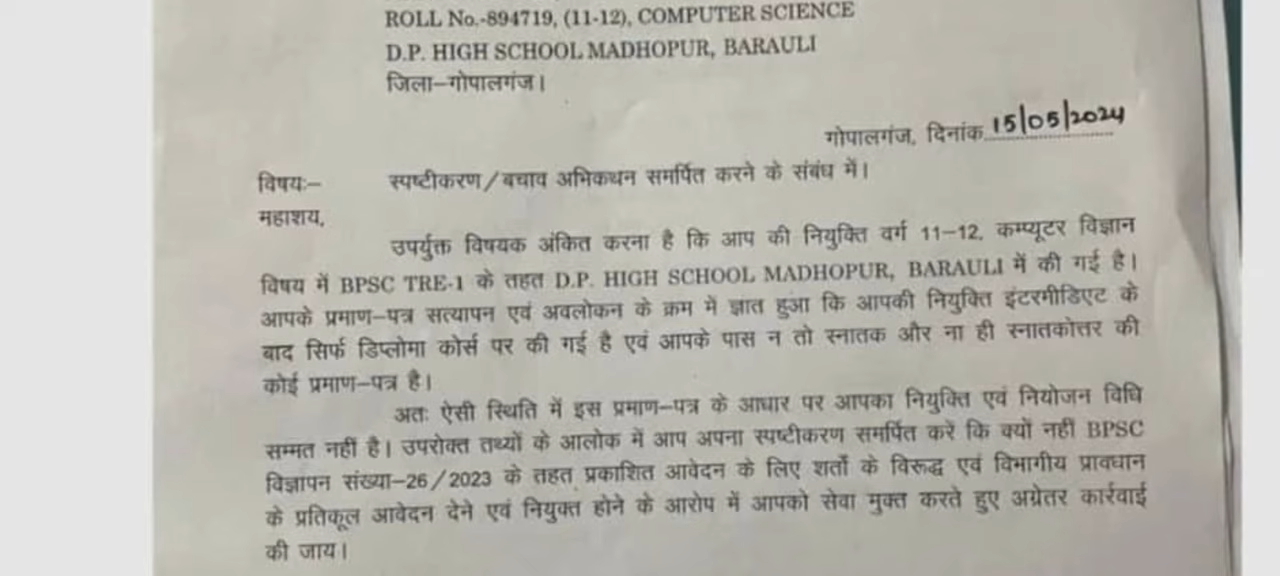 ROLL No.-894719, (11-12), COMPUTER SCIENCE
D.P. HIGH SCHOOL MADHOPUR, BARAULI
जिला–गोपालगंज।
गोपालगंज, दिनांक 15/05/2024
विषयः– स्पष्टीकरण/बचाव अभिकथन समर्पित करने के संबंध में।
महाशय,
उपर्युक्त विषयक अंकित करना है कि आप की नियुक्ति वर्ग 11–12, कम्प्यूटर विज्ञान
विषय में BPSC TRE-1 के तहत D.P. HIGH SCHOOL MADHOPUR, BARAULI में की गई है।
आपके प्रमाण–पत्र सत्यापन एवं अवलोकन के क्रम में ज्ञात हुआ कि आपकी नियुक्ति इंटरमीडिएट के
बाद सिर्फ डिप्लोमा कोर्स पर की गई है एवं आपके पास न तो स्नातक और ना ही स्नातकोत्तर की
कोई प्रमाण–पत्र है।
अतः ऐसी स्थिति में इस प्रमाण–पत्र के आधार पर आपका नियुक्ति एवं नियोजन विधि
सम्मत नहीं है। उपरोक्त तथ्यों के आलोक में आप अपना स्पष्टीकरण समर्पित करें कि क्यों नहीं BPSC
विज्ञापन संख्या–26/2023 के तहत प्रकाशित आवेदन के लिए शर्तो के विरूद्ध एवं विभागीय प्रावधान
के प्रतिकूल आवेदन देने एवं नियुक्त होने के आरोप में आपको सेवा मुक्त करते हुए अग्रेतर कार्रवाई
की जाय।